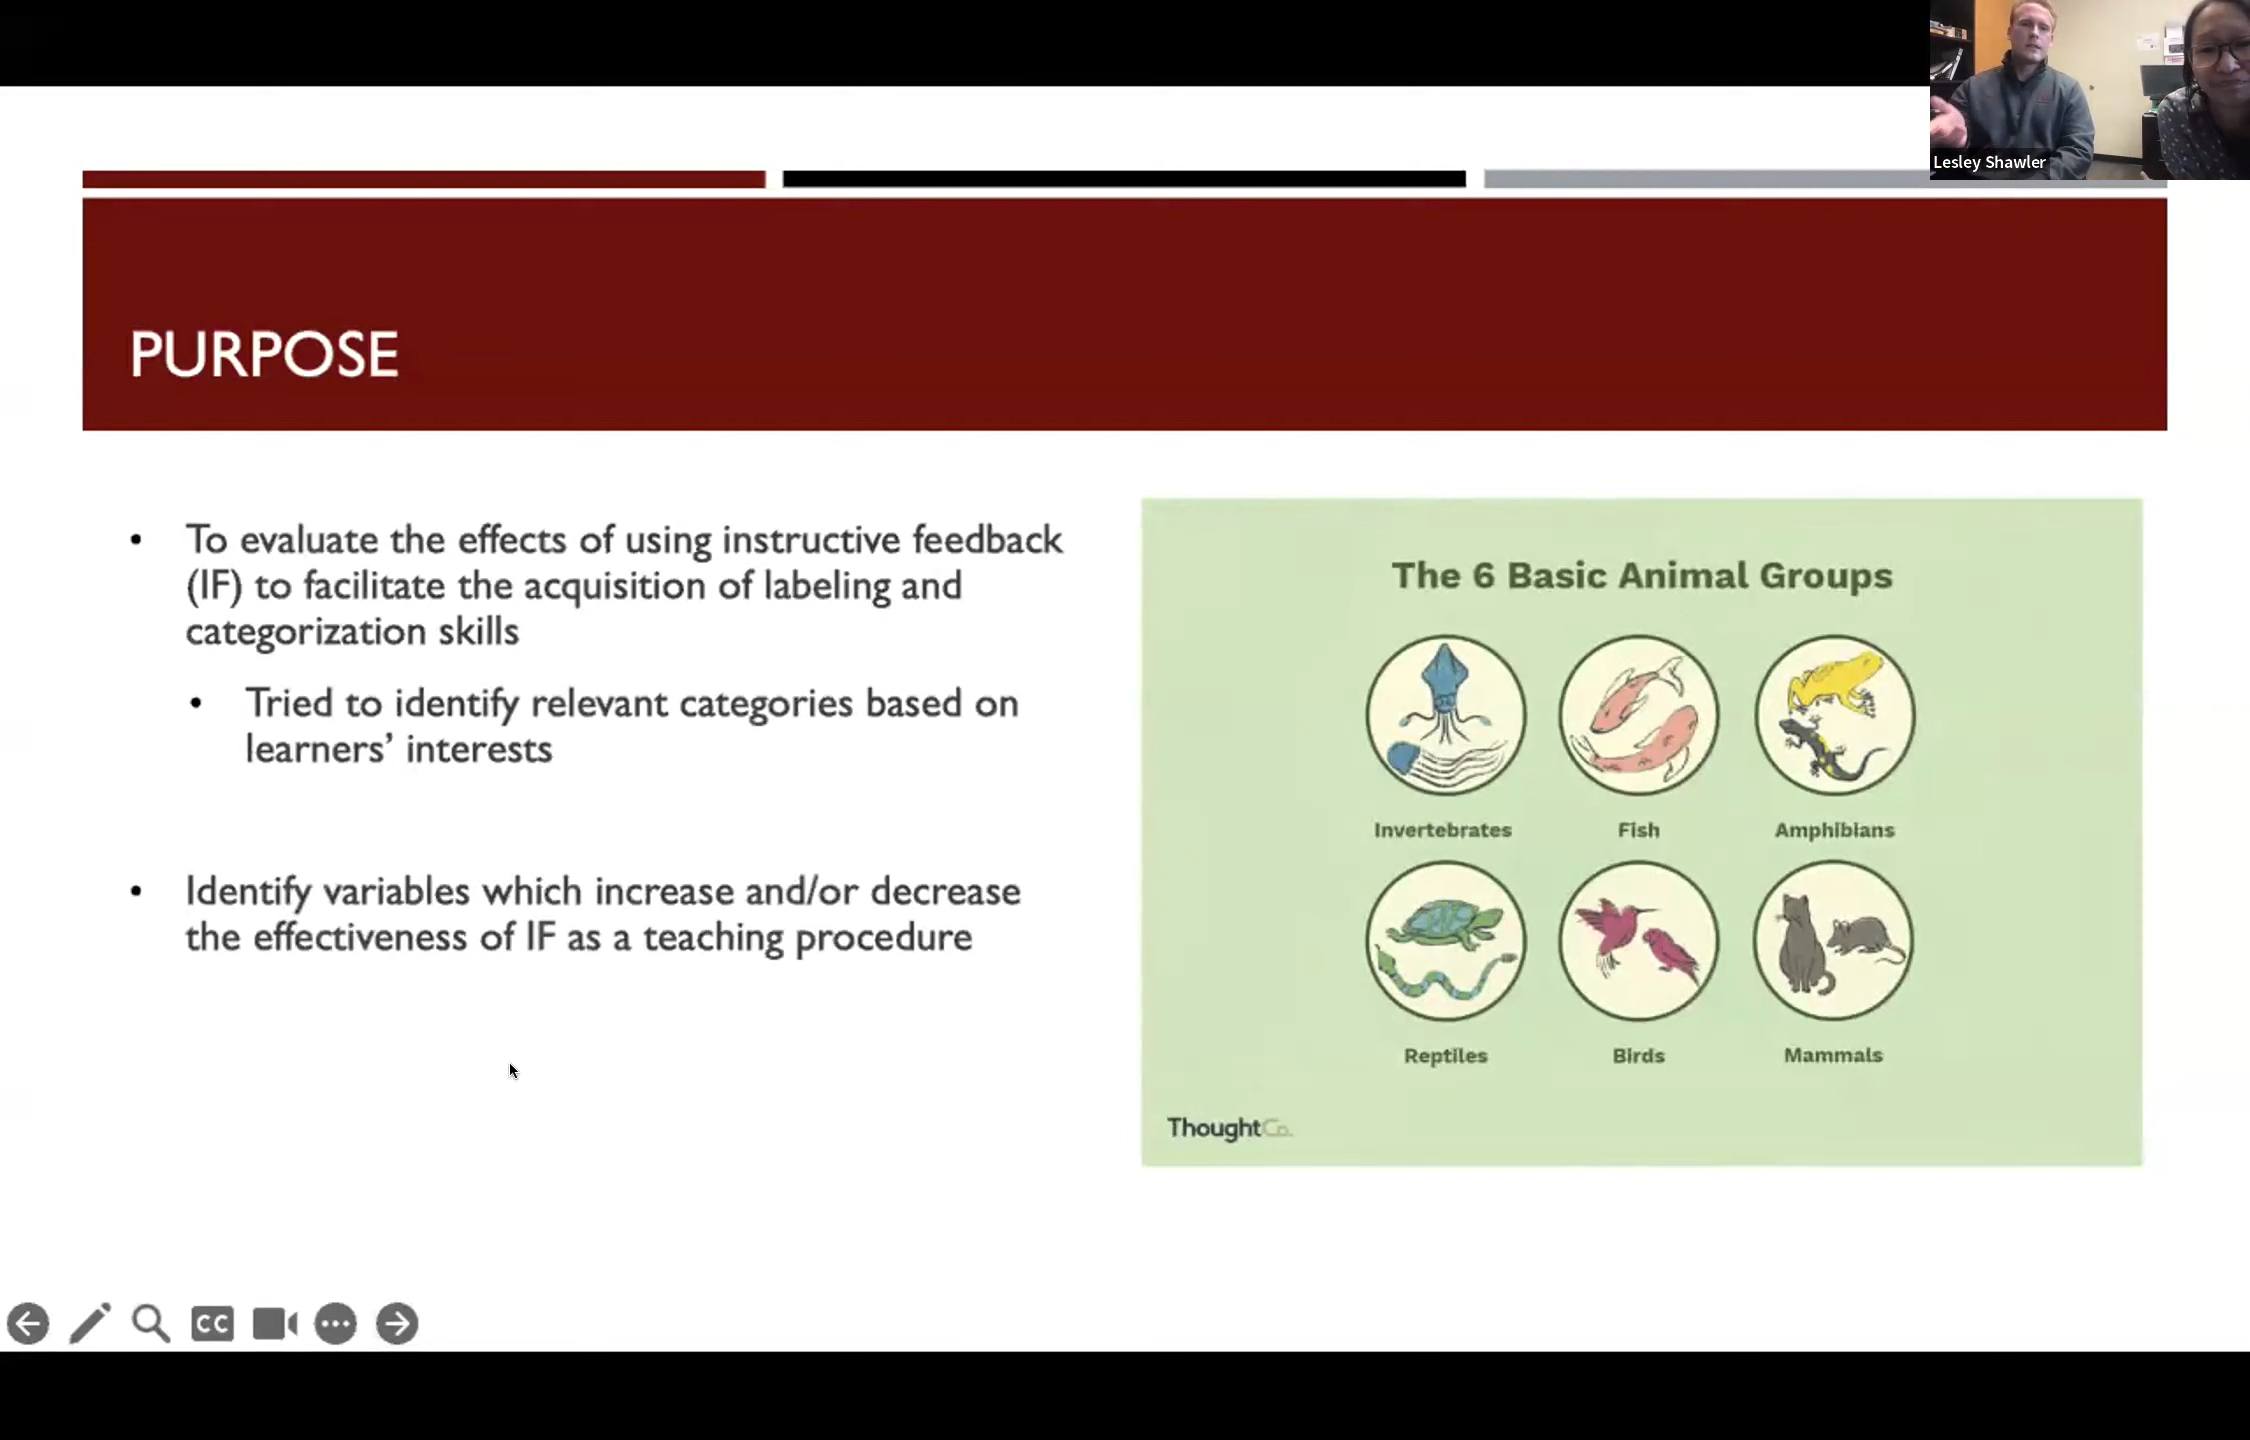 Lesley Shawler
PURPOSE
• To evaluate the effects of using instructive feedback
(IF) to facilitate the acquisition of labeling and
categorization skills
• Tried to identify relevant categories based on
learners’ interests
• Identify variables which increase and/or decrease
the effectiveness of IF as a teaching procedure
The 6 Basic Animal Groups
Invertebrates Fish Amphibians
Reptiles Birds Mammals
ThoughtCo.
CC